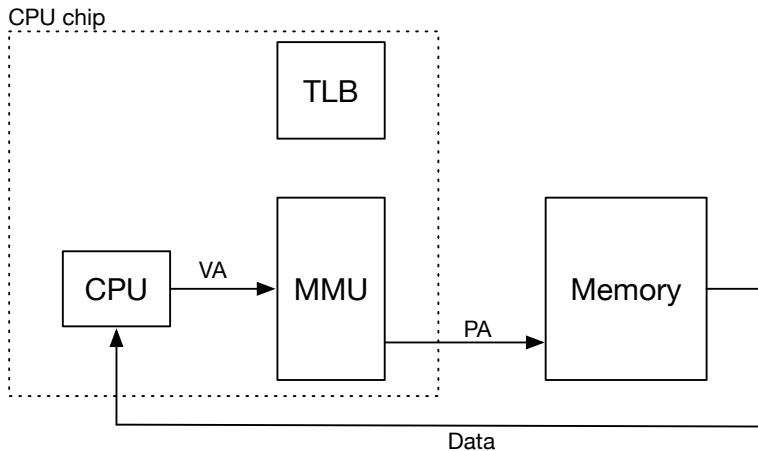 CPU chip
TLB
CPU
VA
MMU
PA
Memory
Data